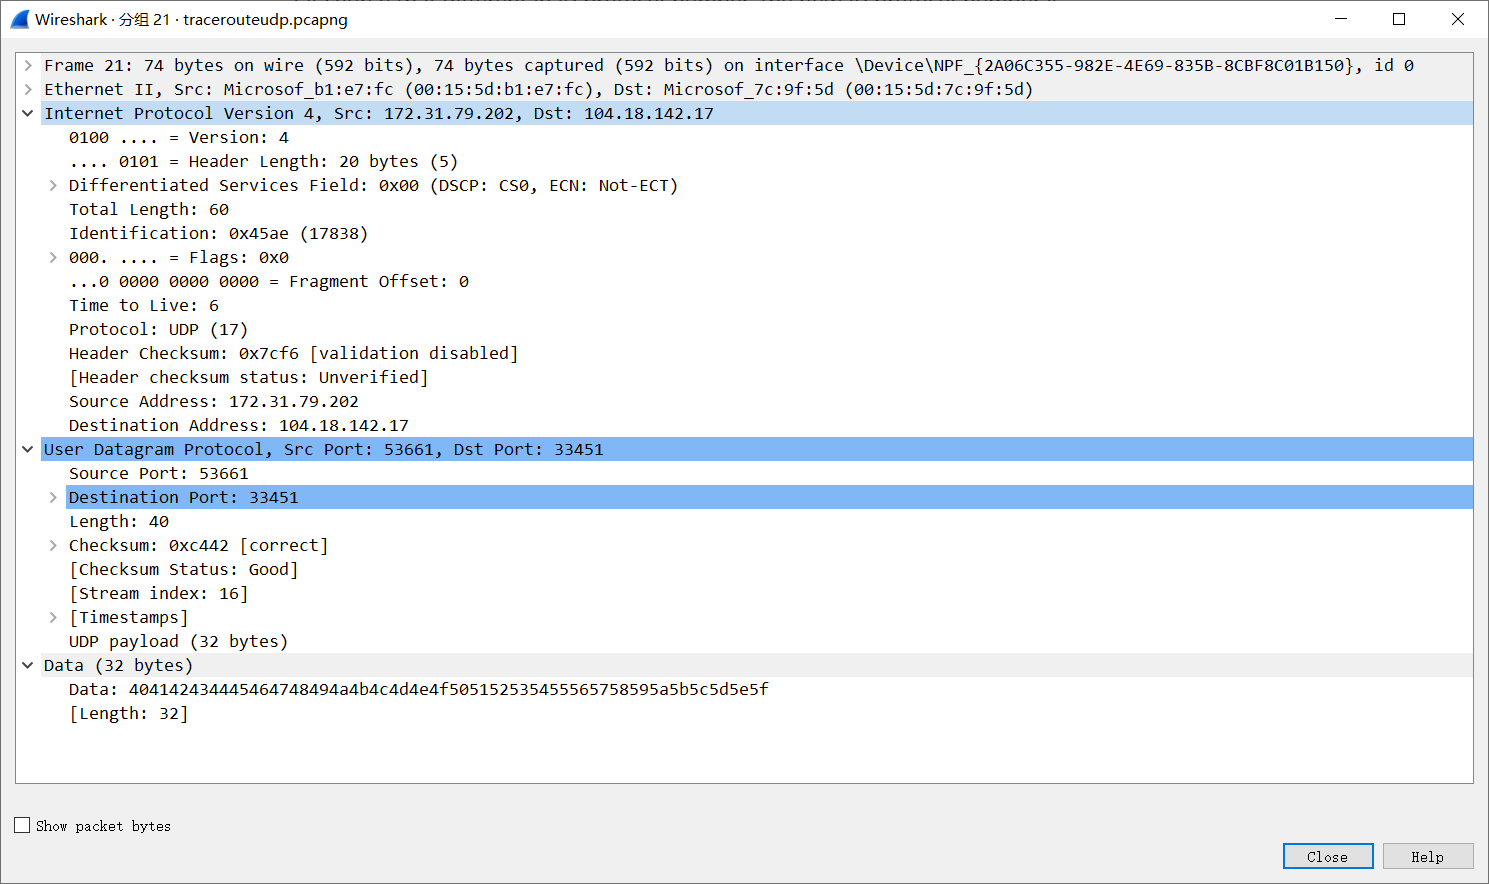 Wireshark · 分组 21 · tracerouteudp.pcapng
Frame 21: 74 bytes on wire (592 bits), 74 bytes captured (592 bits) on interface \Device\NPF_{2A06C355-982E-4E69-835B-8CBF8C01B150}, id 0
Ethernet II, Src: Microsof_b1:e7:fc (00:15:5d:b1:e7:fc), Dst: Microsof_7c:9f:5d (00:15:5d:7c:9f:5d)
Internet Protocol Version 4, Src: 172.31.79.202, Dst: 104.18.142.17
0100 .... = Version: 4
.... 0101 = Header Length: 20 bytes (5)
Differentiated Services Field: 0x00 (DSCP: CS0, ECN: Not-ECT)
Total Length: 60
Identification: 0x45ae (17838)
000. .... = Flags: 0x0
...0 0000 0000 0000 = Fragment Offset: 0
Time to Live: 6
Protocol: UDP (17)
Header Checksum: 0x7cf6 [validation disabled]
[Header checksum status: Unverified]
Source Address: 172.31.79.202
Destination Address: 104.18.142.17
User Datagram Protocol, Src Port: 53661, Dst Port: 33451
Source Port: 53661
Destination Port: 33451
Length: 40
Checksum: 0xc442 [correct]
[Checksum Status: Good]
[Stream index: 16]
[Timestamps]
UDP payload (32 bytes)
Data (32 bytes)
Data: 404142434445464748494a4b4c4d4e4f505152535455565758595a5b5c5d5e5f
[Length: 32]
Show packet bytes
Close
Help